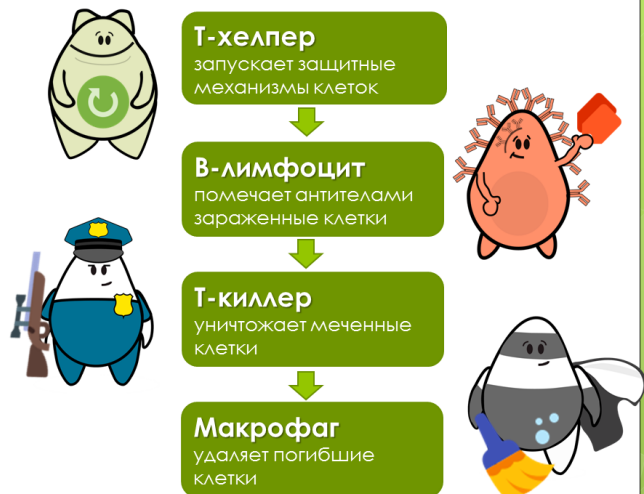 Т-хелпер
запускает защитные
механизмы клеток
В-лимфоцит
помечает антителами
зараженные клетки
Т-киллер
уничтожает меченные
клетки
Макрофаг
удаляет погибшие
клетки